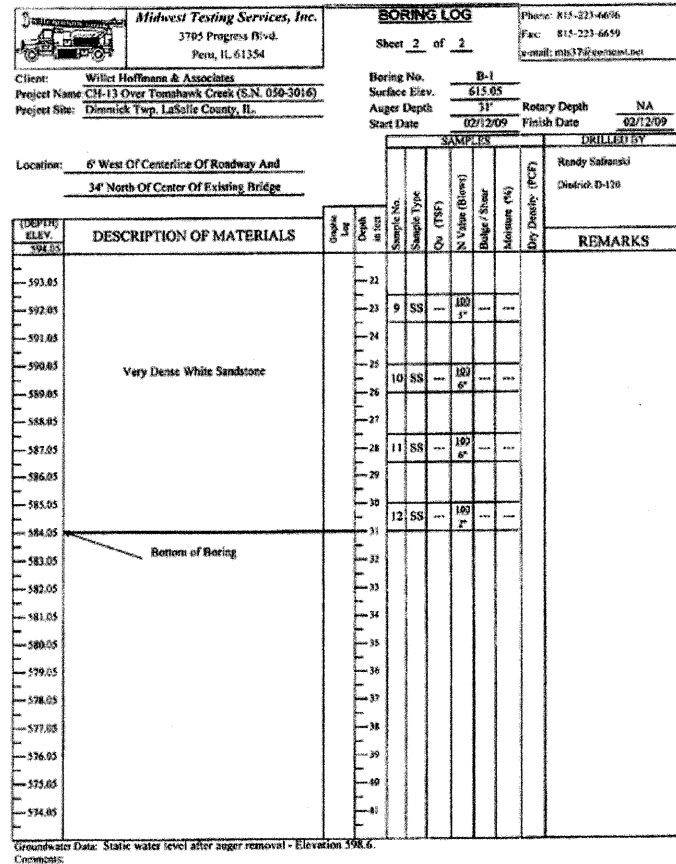 Midwest Testing Services, Inc.
3705 Progress Blvd.
Peru, IL 61354
BORING LOG
Sheet 2 of 2
Phone: 815-223-6696
Fax: 815-223-6659
e-mail: mts37@comcast.net
Client: Willet Hoffmann & Associates
Project Name: CH-13 Over Tomahawk Creek (S.N. 050-3016)
Project Site: Dimmick Twp. LaSalle County, IL.
Boring No. B-1
Surface Elev. 615.05
Auger Depth 31' Rotary Depth NA
Start Date 02/12/09 Finish Date 02/12/09
Location: 6' West Of Centerline Of Roadway And
34' North Of Center Of Existing Bridge
SAMPLES
DRILLED BY
Randy Safranski
Diedrich D-120
(DEPTH)
ELEV.
594.05
DESCRIPTION OF MATERIALS
Graphic Log
Depth in feet
Sample No.
Sample Type
Qu (TSF)
N Value (Blows)
Bulge / Shear
Moisture (%)
Dry Density (PCF)
REMARKS
593.05 22
592.05 23 9 SS --- 100 5" --- ---
591.05 24
590.05 25
Very Dense White Sandstone
10 SS --- 100 6" --- ---
589.05 26
588.05 27
587.05 28 11 SS --- 100 6" --- ---
586.05 29
585.05 30
12 SS --- 100 2" --- ---
584.05 31
Bottom of Boring
583.05 32
582.05 33
581.05 34
580.05 35
579.05 36
578.05 37
577.05 38
576.05 39
575.05 40
574.05 41
Groundwater Data: Static water level after auger removal - Elevation 598.6.
Comments: